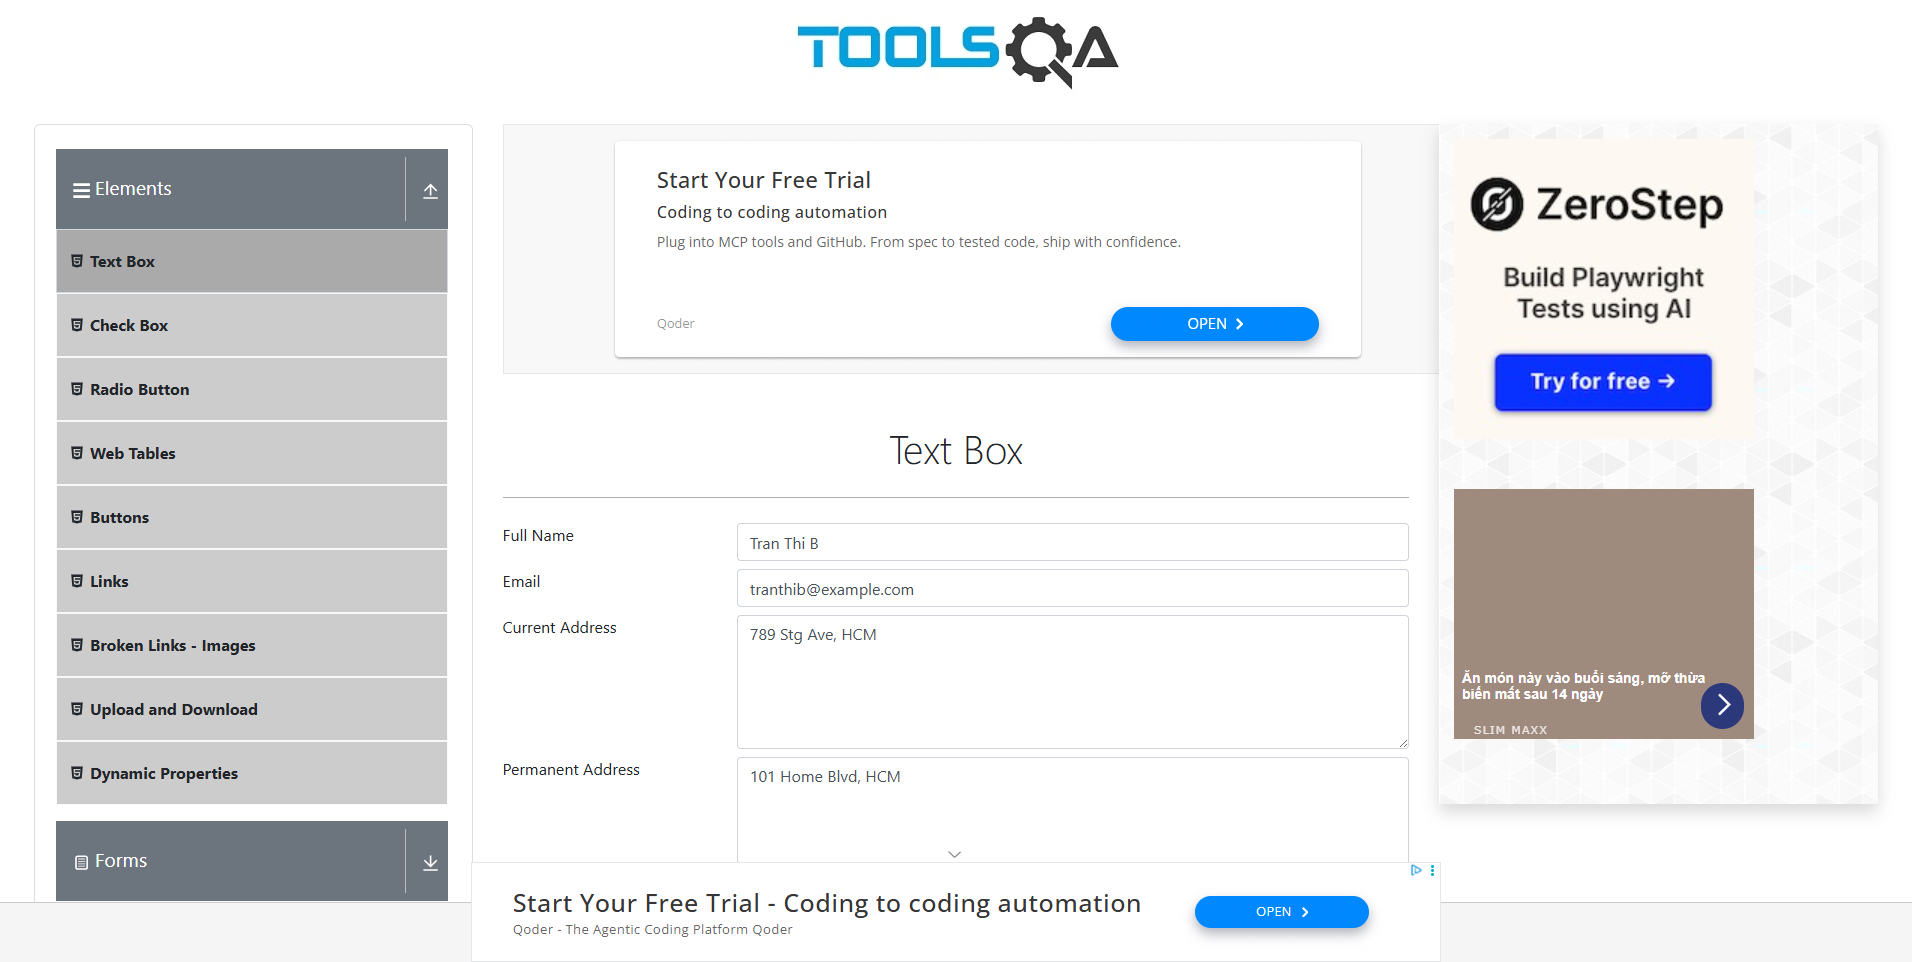 TOOLSQA
Elements
Text Box
Check Box
Radio Button
Web Tables
Buttons
Links
Broken Links - Images
Upload and Download
Dynamic Properties
Forms
Start Your Free Trial
Coding to coding automation
Plug into MCP tools and GitHub. From spec to tested code, ship with confidence.
Qoder
OPEN
Text Box
Full Name
Tran Thi B
Email
tranthib@example.com
Current Address
789 Stg Ave, HCM
Permanent Address
101 Home Blvd, HCM
ZeroStep
Build Playwright
Tests using AI
Try for free →
Ăn món này vào buổi sáng, mỡ thừa
biến mất sau 14 ngày
SLIM MAXX
Start Your Free Trial - Coding to coding automation
Qoder - The Agentic Coding Platform Qoder
OPEN